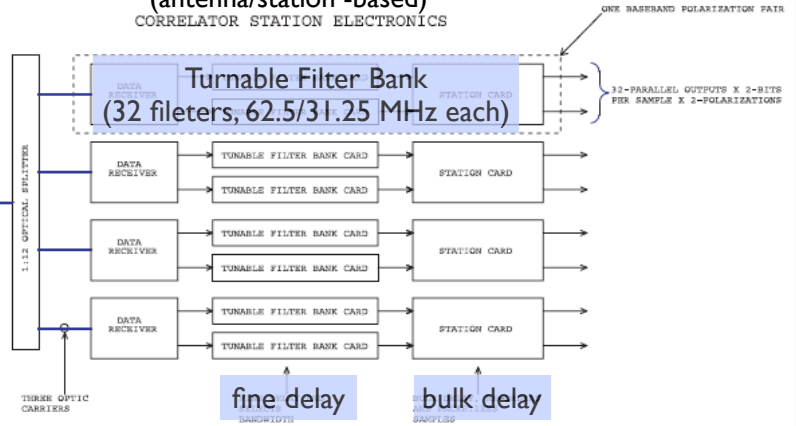 (antenna/station -based)
CORRELATOR STATION ELECTRONICS
ONE BASEBAND POLARIZATION PAIR
Turnable Filter Bank
(32 fileters, 62.5/31.25 MHz each)
DATA
RECEIVER
STATION CARD
32-PARALLEL OUTPUTS X 2-BITS
PER SAMPLE X 2-POLARIZATIONS
1:12 OPTICAL SPLITTER
DATA
RECEIVER
TUNABLE FILTER BANK CARD
TUNABLE FILTER BANK CARD
STATION CARD
DATA
RECEIVER
TUNABLE FILTER BANK CARD
TUNABLE FILTER BANK CARD
STATION CARD
DATA
RECEIVER
TUNABLE FILTER BANK CARD
TUNABLE FILTER BANK CARD
STATION CARD
THREE OPTIC
CARRIERS
fine delay
BANDWIDTH
bulk delay
SAMPLES